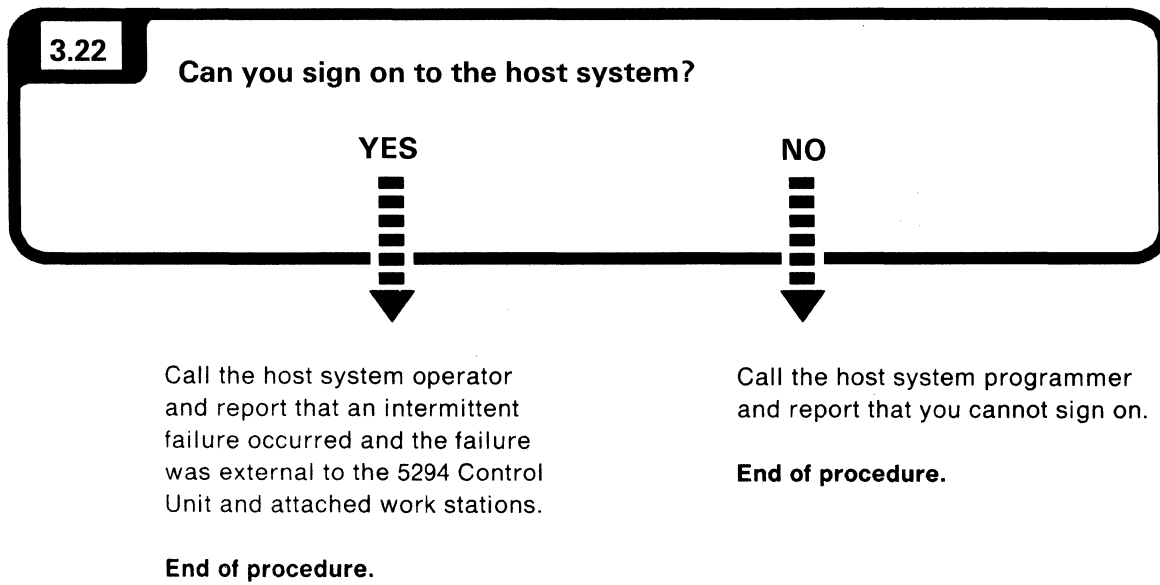 3.22
Can you sign on to the host system?
YES
NO
Call the host system operator
and report that an intermittent
failure occurred and the failure
was external to the 5294 Control
Unit and attached work stations.
End of procedure.
Call the host system programmer
and report that you cannot sign on.
End of procedure.